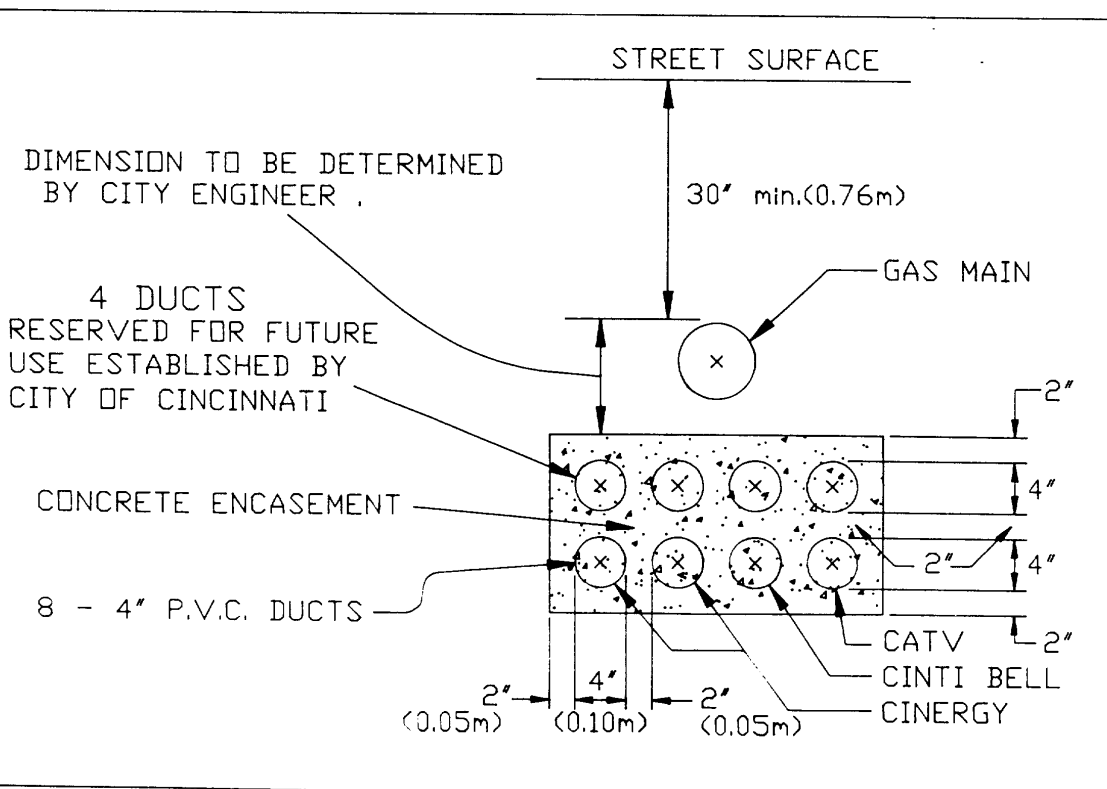 STREET SURFACE
DIMENSION TO BE DETERMINED
BY CITY ENGINEER .
30" min.(0.76m)
GAS MAIN
4 DUCTS
RESERVED FOR FUTURE
USE ESTABLISHED BY
CITY OF CINCINNATI
2"
4"
CONCRETE ENCASEMENT
2"
4"
8 - 4" P.V.C. DUCTS
2"
CATV
CINTI BELL
CINERGY
2"
(0.05m)
4"
(0.10m)
2"
(0.05m)